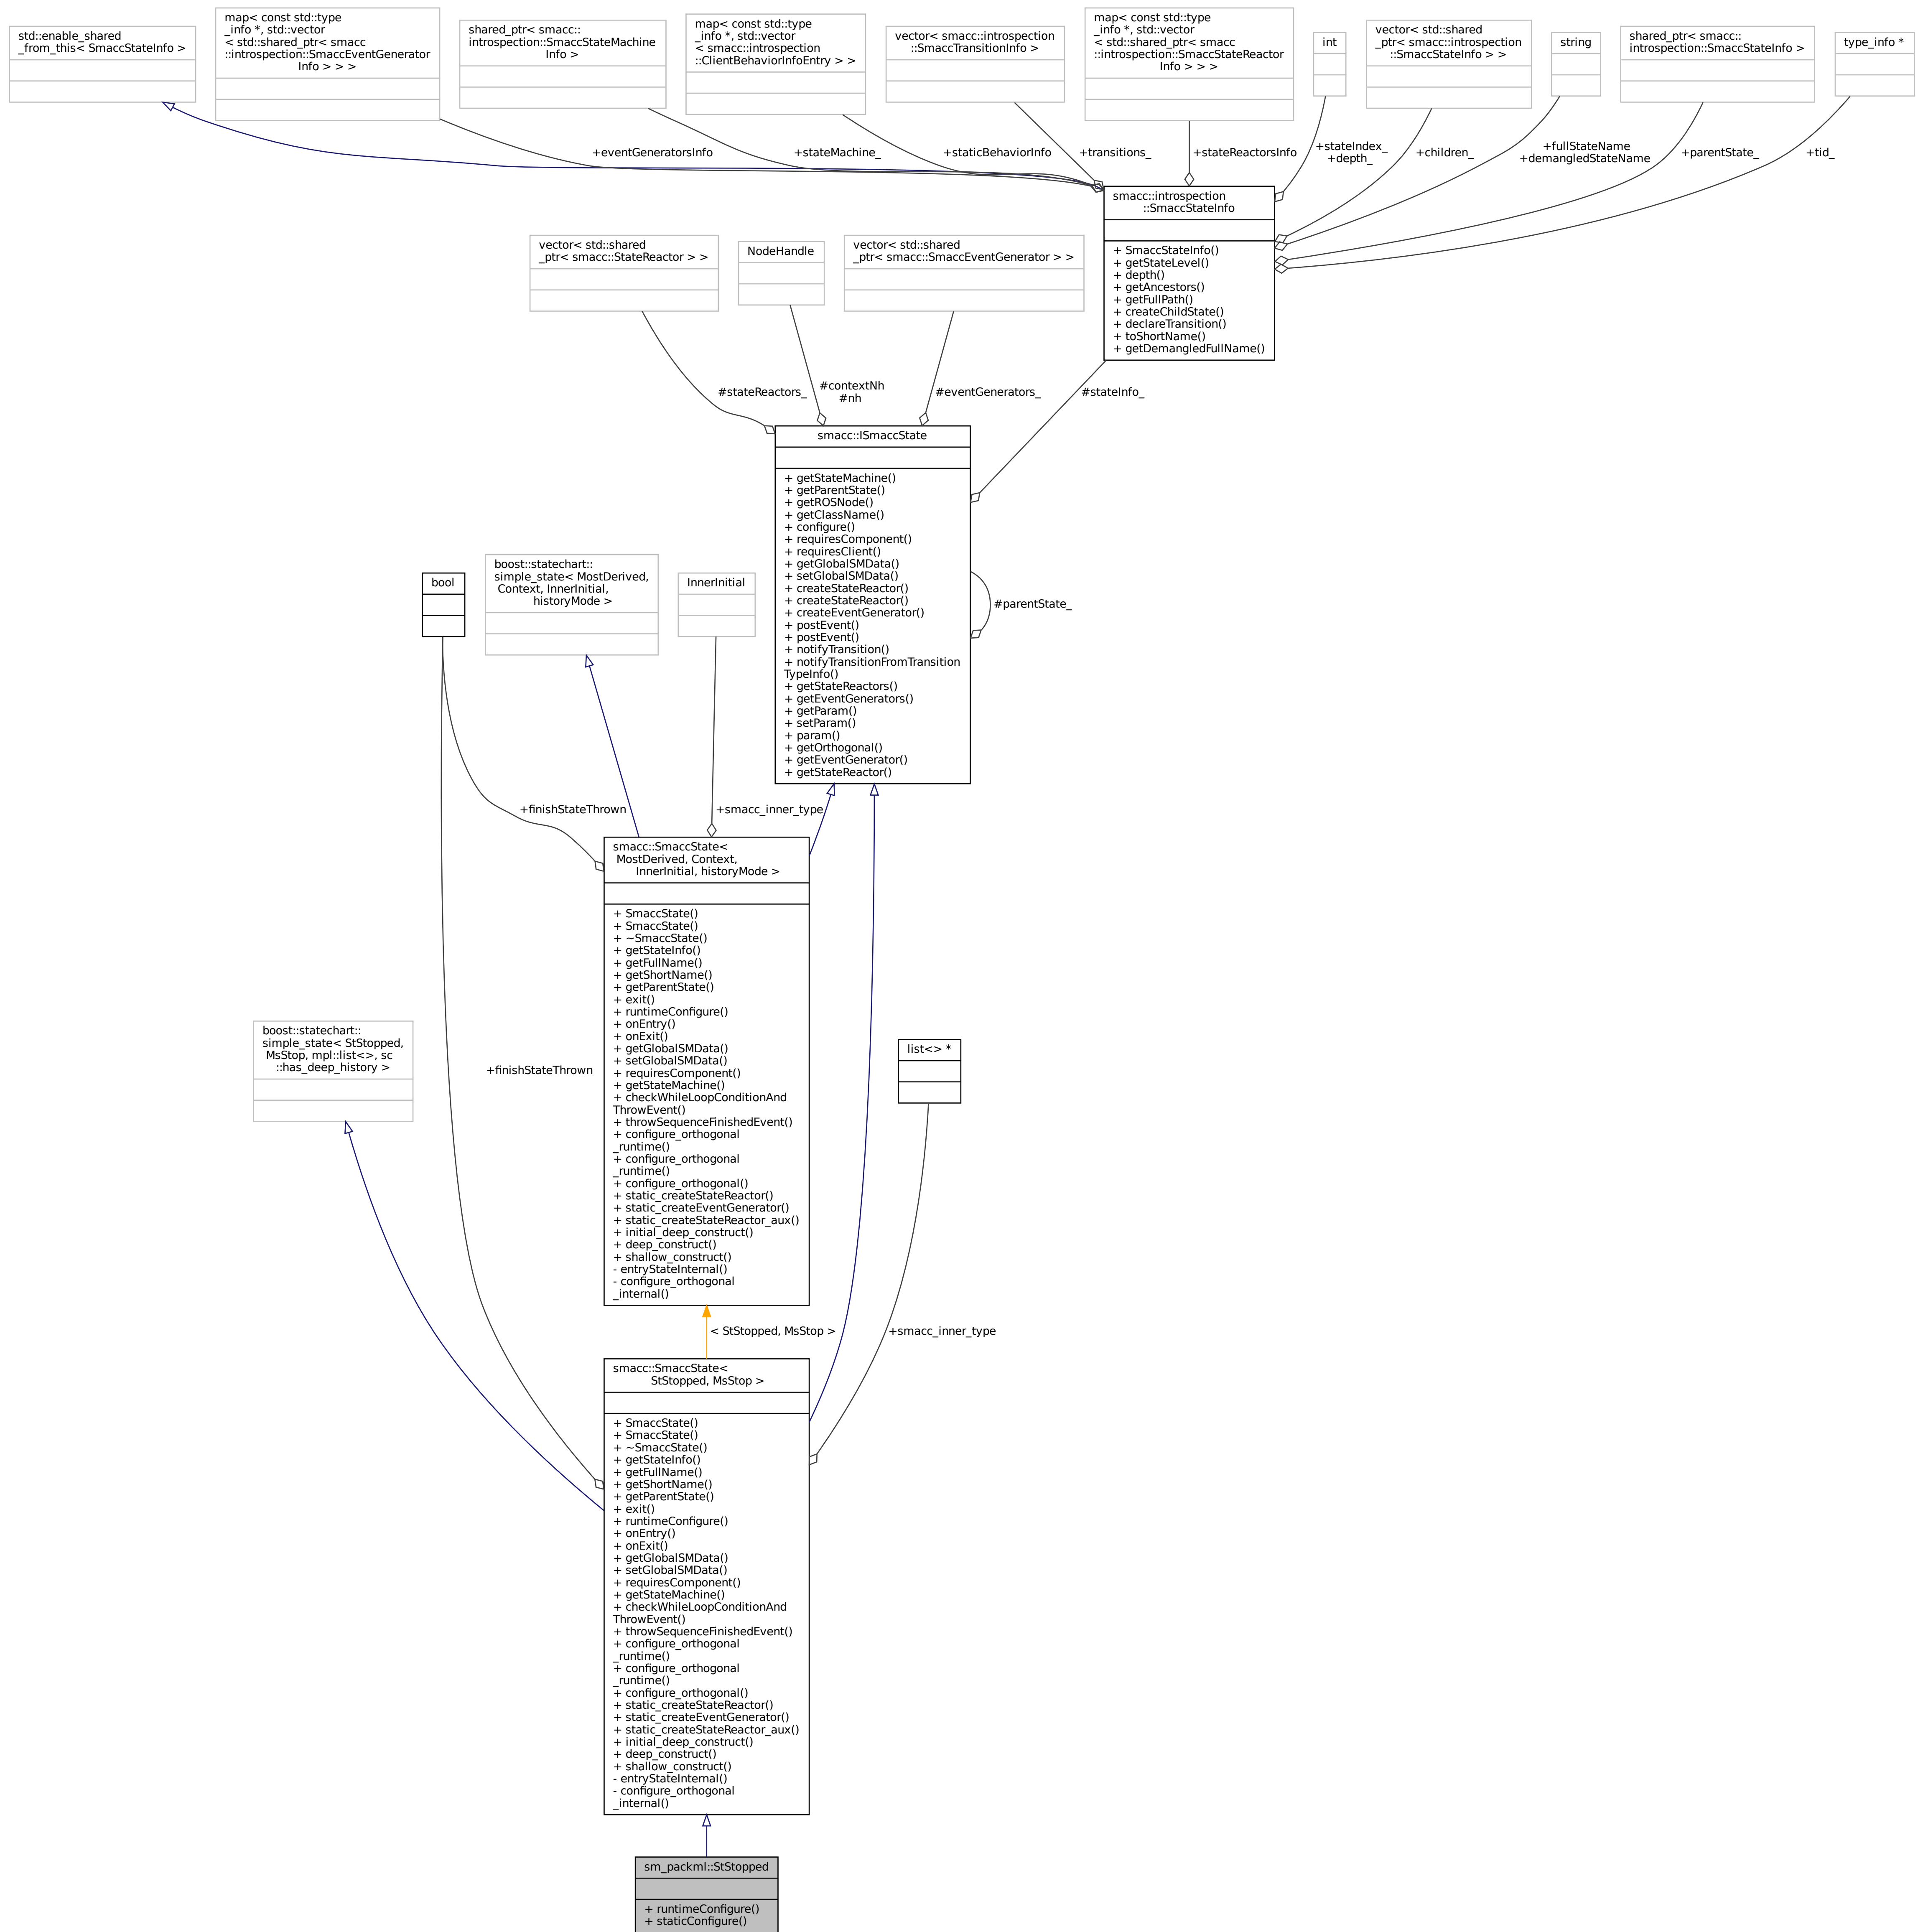 std::enable_shared
_from_this< SmaccStateInfo >
map< const std::type
_info *, std::vector
< std::shared_ptr< smacc
::introspection::SmaccEventGenerator
Info > > >
shared_ptr< smacc::
introspection::SmaccStateMachine
Info >
map< const std::type
_info *, std::vector
< smacc::introspection
::ClientBehaviorInfoEntry > >
vector< smacc::introspection
::SmaccTransitionInfo >
map< const std::type
_info *, std::vector
< std::shared_ptr< smacc
::introspection::SmaccStateReactor
Info > > >
int
vector< std::shared
_ptr< smacc::introspection
::SmaccStateInfo > >
string
shared_ptr< smacc::
introspection::SmaccStateInfo >
type_info *
+eventGeneratorsInfo
+stateMachine_
+staticBehaviorInfo
+transitions_
+stateReactorsInfo
+stateIndex_
+depth_
+children_
+fullStateName
+demangledStateName
+parentState_
+tid_
smacc::introspection
::SmaccStateInfo
+ SmaccStateInfo()
+ getStateLevel()
+ depth()
+ getAncestors()
+ getFullPath()
+ createChildState()
+ declareTransition()
+ toShortName()
+ getDemangledFullName()
vector< std::shared
_ptr< smacc::StateReactor > >
NodeHandle
vector< std::shared
_ptr< smacc::SmaccEventGenerator > >
#stateReactors_
#contextNh
#nh
#eventGenerators_
#stateInfo_
smacc::ISmaccState
+ getStateMachine()
+ getParentState()
+ getROSNode()
+ getClassName()
+ configure()
+ requiresComponent()
+ requiresClient()
+ getGlobalSMData()
+ setGlobalSMData()
+ createStateReactor()
+ createStateReactor()
+ createEventGenerator()
+ postEvent()
+ postEvent()
+ notifyTransition()
+ notifyTransitionFromTransition
TypeInfo()
+ getStateReactors()
+ getEventGenerators()
+ getParam()
+ setParam()
+ param()
+ getOrthogonal()
+ getEventGenerator()
+ getStateReactor()
#parentState_
bool
boost::statechart::
simple_state< MostDerived,
Context, InnerInitial,
historyMode >
InnerInitial
+finishStateThrown
+smacc_inner_type
smacc::SmaccState<
MostDerived, Context,
InnerInitial, historyMode >
+ SmaccState()
+ SmaccState()
+ ~SmaccState()
+ getStateInfo()
+ getFullName()
+ getShortName()
+ getParentState()
+ exit()
+ runtimeConfigure()
+ onEntry()
+ onExit()
+ getGlobalSMData()
+ setGlobalSMData()
+ requiresComponent()
+ getStateMachine()
+ checkWhileLoopConditionAnd
ThrowEvent()
+ throwSequenceFinishedEvent()
+ configure_orthogonal
_runtime()
+ configure_orthogonal
_runtime()
+ configure_orthogonal()
+ static_createStateReactor()
+ static_createEventGenerator()
+ static_createStateReactor_aux()
+ initial_deep_construct()
+ deep_construct()
+ shallow_construct()
- entryStateInternal()
- configure_orthogonal
_internal()
boost::statechart::
simple_state< StStopped,
MsStop, mpl::list<>, sc
::has_deep_history >
+finishStateThrown
list<> *
< StStopped, MsStop >
+smacc_inner_type
smacc::SmaccState<
StStopped, MsStop >
+ SmaccState()
+ SmaccState()
+ ~SmaccState()
+ getStateInfo()
+ getFullName()
+ getShortName()
+ getParentState()
+ exit()
+ runtimeConfigure()
+ onEntry()
+ onExit()
+ getGlobalSMData()
+ setGlobalSMData()
+ requiresComponent()
+ getStateMachine()
+ checkWhileLoopConditionAnd
ThrowEvent()
+ throwSequenceFinishedEvent()
+ configure_orthogonal
_runtime()
+ configure_orthogonal
_runtime()
+ configure_orthogonal()
+ static_createStateReactor()
+ static_createEventGenerator()
+ static_createStateReactor_aux()
+ initial_deep_construct()
+ deep_construct()
+ shallow_construct()
- entryStateInternal()
- configure_orthogonal
_internal()
sm_packml::StStopped
+ runtimeConfigure()
+ staticConfigure()